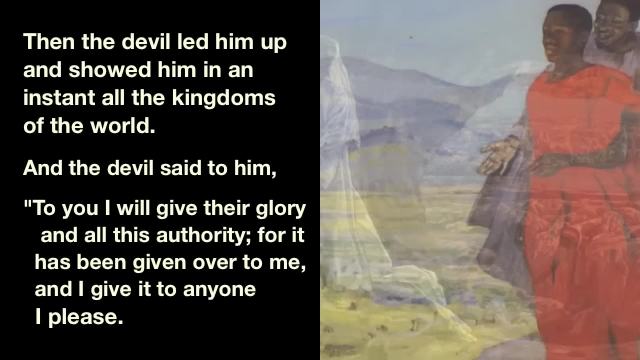 Then the devil led him up
and showed him in an
instant all the kingdoms
of the world.
And the devil said to him,
"To you I will give their glory
and all this authority; for it
has been given over to me,
and I give it to anyone
I please.